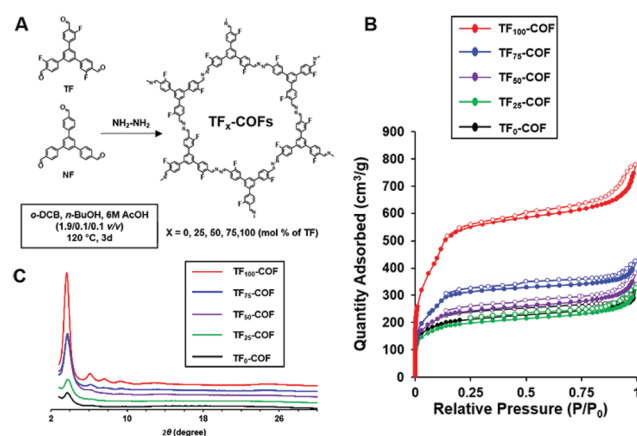 A
TF
NF
NH₂-NH₂
TFₓ-COFs
o-DCB, n-BuOH, 6M AcOH
(1.9/0.1/0.1 v/v)
120 °C, 3d
X = 0, 25, 50, 75,100 (mol % of TF)
B
TF₁₀₀-COF
TF₇₅-COF
TF₅₀-COF
TF₂₅-COF
TF₀-COF
Quantity Adsorbed (cm³/g)
900
800
700
600
500
400
300
200
100
0
0 0.25 0.5 0.75 1
Relative Pressure (P/P₀)
C
TF₁₀₀-COF
TF₇₅-COF
TF₅₀-COF
TF₂₅-COF
TF₀-COF
2 10 18 26
2θ (degree)